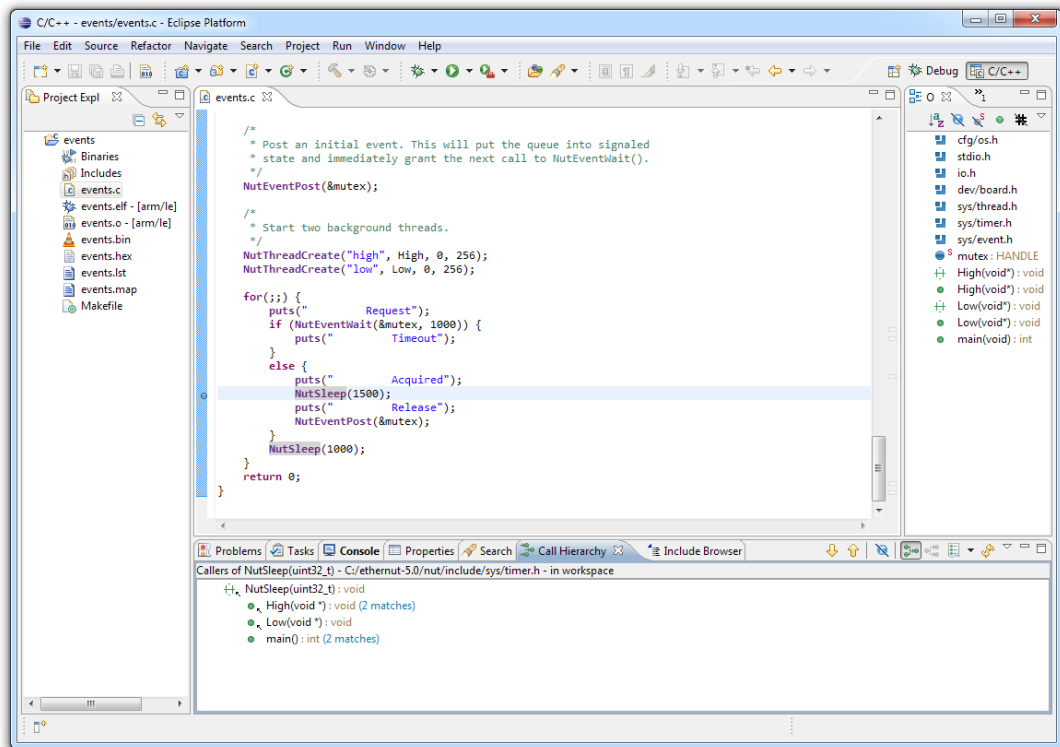 C/C++ - events/events.c - Eclipse Platform
File Edit Source Refactor Navigate Search Project Run Window Help
Debug C/C++
Project Expl
events
Binaries
Includes
events.c
events.elf - [arm/le]
events.o - [arm/le]
events.bin
events.hex
events.lst
events.map
Makefile
events.c
/*
 * Post an initial event. This will put the queue into signaled
 * state and immediately grant the next call to NutEventWait().
 */
NutEventPost(&mutex);
/*
 * Start two background threads.
 */
NutThreadCreate("high", High, 0, 256);
NutThreadCreate("low", Low, 0, 256);
for(;;) {
    puts("         Request");
    if (NutEventWait(&mutex, 1000)) {
        puts("         Timeout");
    }
    else {
        puts("         Acquired");
        NutSleep(1500);
        puts("         Release");
        NutEventPost(&mutex);
    }
    NutSleep(1000);
}
return 0;
}
O
»1
cfg/os.h
stdio.h
io.h
dev/board.h
sys/thread.h
sys/timer.h
sys/event.h
mutex : HANDLE
High(void*) : void
High(void*) : void
Low(void*) : void
Low(void*) : void
main(void) : int
Problems Tasks Console Properties Search Call Hierarchy Include Browser
Callers of NutSleep(uint32_t) - C:/ethernut-5.0/nut/include/sys/timer.h - in workspace
NutSleep(uint32_t) : void
High(void *) : void (2 matches)
Low(void *) : void
main() : int (2 matches)